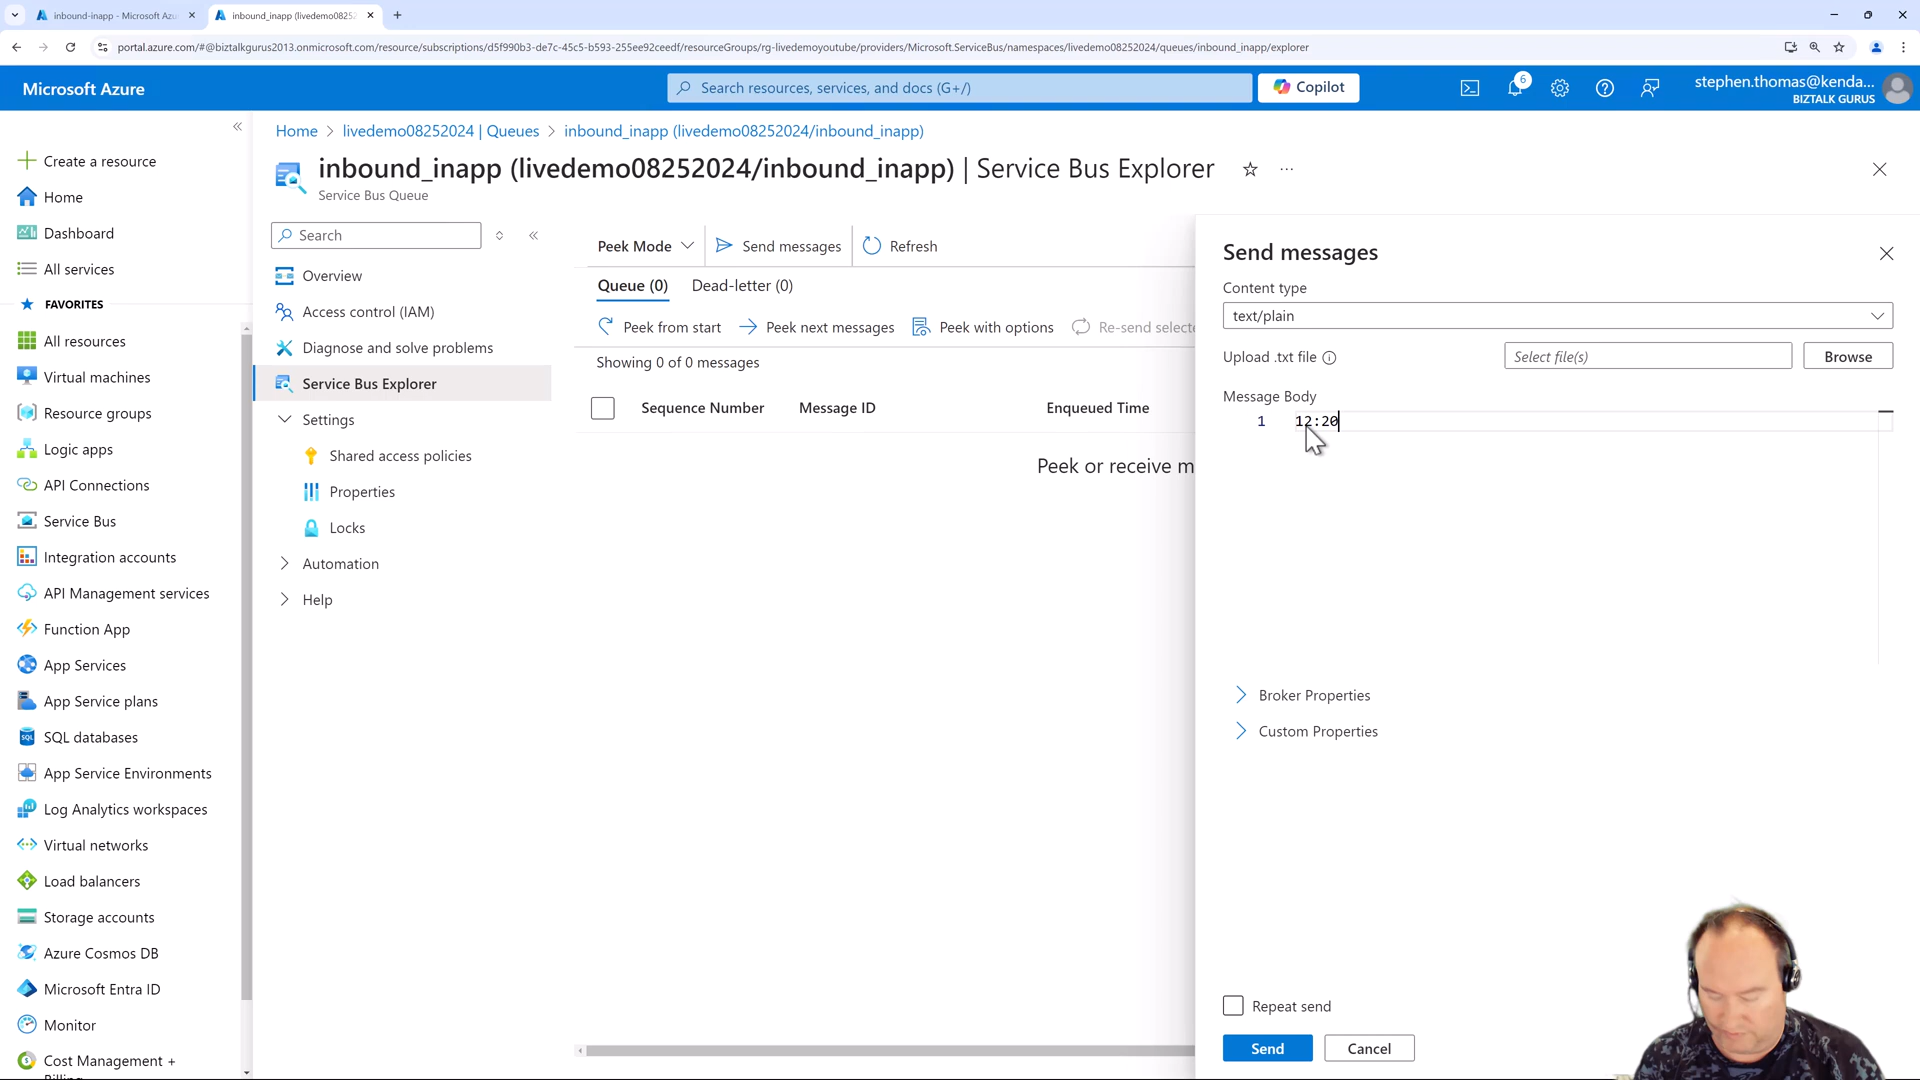 inbound-inapp - Microsoft Azu
inbound_inapp (livedemo08252
portal.azure.com/#@biztalkgurus2013.onmicrosoft.com/resource/subscriptions/d5f990b3-de7c-45c5-b593-255ee92ceedf/resourceGroups/rg-livedemoyoutube/providers/Microsoft.ServiceBus/namespaces/livedemo08252024/queues/inbound_inapp/explorer
Microsoft Azure
Search resources, services, and docs (G+/)
Copilot
6
stephen.thomas@kenda...
BIZTALK GURUS
Home > livedemo08252024 | Queues > inbound_inapp (livedemo08252024/inbound_inapp)
inbound_inapp (livedemo08252024/inbound_inapp) | Service Bus Explorer
Service Bus Queue
Create a resource
Home
Dashboard
All services
FAVORITES
All resources
Virtual machines
Resource groups
Logic apps
API Connections
Service Bus
Integration accounts
API Management services
Function App
App Services
App Service plans
SQL databases
App Service Environments
Log Analytics workspaces
Virtual networks
Load balancers
Storage accounts
Azure Cosmos DB
Microsoft Entra ID
Monitor
Cost Management +
Search
Overview
Access control (IAM)
Diagnose and solve problems
Service Bus Explorer
Settings
Shared access policies
Properties
Locks
Automation
Help
Peek Mode
Send messages
Refresh
Queue (0)
Dead-letter (0)
Peek from start
Peek next messages
Peek with options
Re-send selecte
Showing 0 of 0 messages
Sequence Number
Message ID
Enqueued Time
Peek or receive m
Send messages
Content type
text/plain
Upload .txt file
Select file(s)
Browse
Message Body
1 12:20
Broker Properties
Custom Properties
Repeat send
Send
Cancel